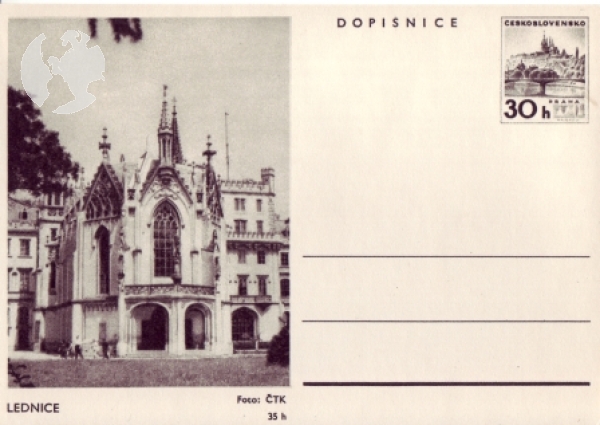 DOPISNICE
ČESKOSLOVENSKO
PRAHA
30 h
LEDNICE
Foto: ČTK
35 h